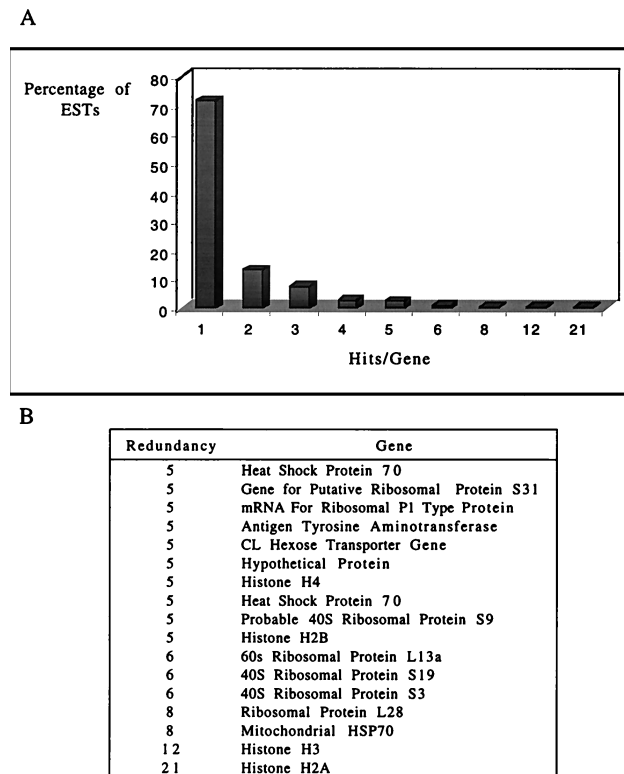 A
Percentage of
ESTs
80
70
60
50
40
30
20
10
0
1 2 3 4 5 6 8 12 21
Hits/Gene
B
Redundancy Gene
5 Heat Shock Protein 70
5 Gene for Putative Ribosomal Protein S31
5 mRNA For Ribosomal P1 Type Protein
5 Antigen Tyrosine Aminotransferase
5 CL Hexose Transporter Gene
5 Hypothetical Protein
5 Histone H4
5 Heat Shock Protein 70
5 Probable 40S Ribosomal Protein S9
5 Histone H2B
6 60s Ribosomal Protein L13a
6 40S Ribosomal Protein S19
6 40S Ribosomal Protein S3
8 Ribosomal Protein L28
8 Mitochondrial HSP70
12 Histone H3
21 Histone H2A